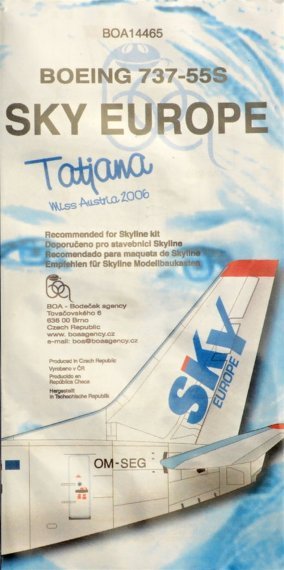 BOA14465
BOEING 737-55S
SKY EUROPE
Tatjana
Miss Austria 2006
Recommended for Skyline kit
Doporučeno pro stavebnici Skyline
Recomendado para maqueta de Skyline
Empfehlen für Skyline Modellbaukasten
BOA - Bodeček agency
Tovačovského 6
636 00 Brno
Czech Republic
www.boaagency.cz
e-mail: boa@boaagency.cz
Produced in Czech Republic
Vyrobeno v ČR
Producido en
República Checa
Hergestellt
in Tschechische Republik
SKY
EUROPE
OM-SEG